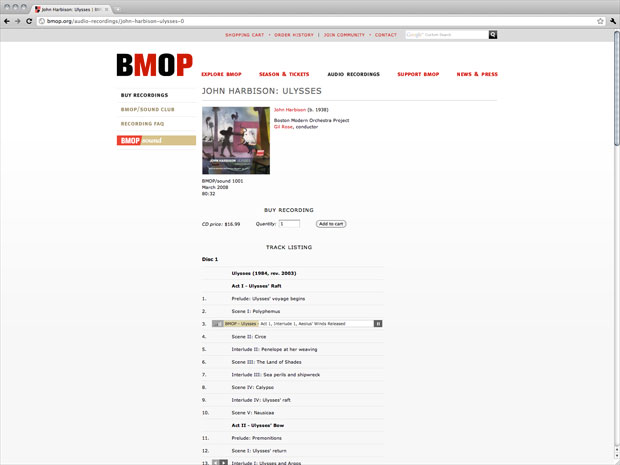 John Harbison: Ulysses | BM
bmop.org/audio-recordings/john-harbison-ulysses-0
SHOPPING CART • ORDER HISTORY | JOIN COMMUNITY • CONTACT
Google Custom Search
BMOP
EXPLORE BMOP SEASON & TICKETS AUDIO RECORDINGS SUPPORT BMOP NEWS & PRESS
BUY RECORDINGS
BMOP/SOUND CLUB
RECORDING FAQ
BMOP sound
JOHN HARBISON: ULYSSES
John Harbison (b. 1938)
Boston Modern Orchestra Project
Gil Rose, conductor
JOHN HARBISON ULYSSES
BMOP/sound 1001
March 2008
80:32
BUY RECORDING
CD price: $16.99 Quantity: 1 Add to cart
TRACK LISTING
Disc 1
Ulysses (1984, rev. 2003)
Act I - Ulysses' Raft
1. Prelude: Ulysses' voyage begins
2. Scene I: Polyphemus
3. BMOP - Ulysses - Act 1, Interlude 1, Aeolus' Winds Released
4. Scene II: Circe
5. Interlude II: Penelope at her weaving
6. Scene III: The Land of Shades
7. Interlude III: Sea perils and shipwreck
8. Scene IV: Calypso
9. Interlude IV: Ulysses' raft
10. Scene V: Nausicaa
Act II - Ulysses' Bow
11. Prelude: Premonitions
12. Scene I: Ulysses' return
13. Interlude I: Ulysses and Argos